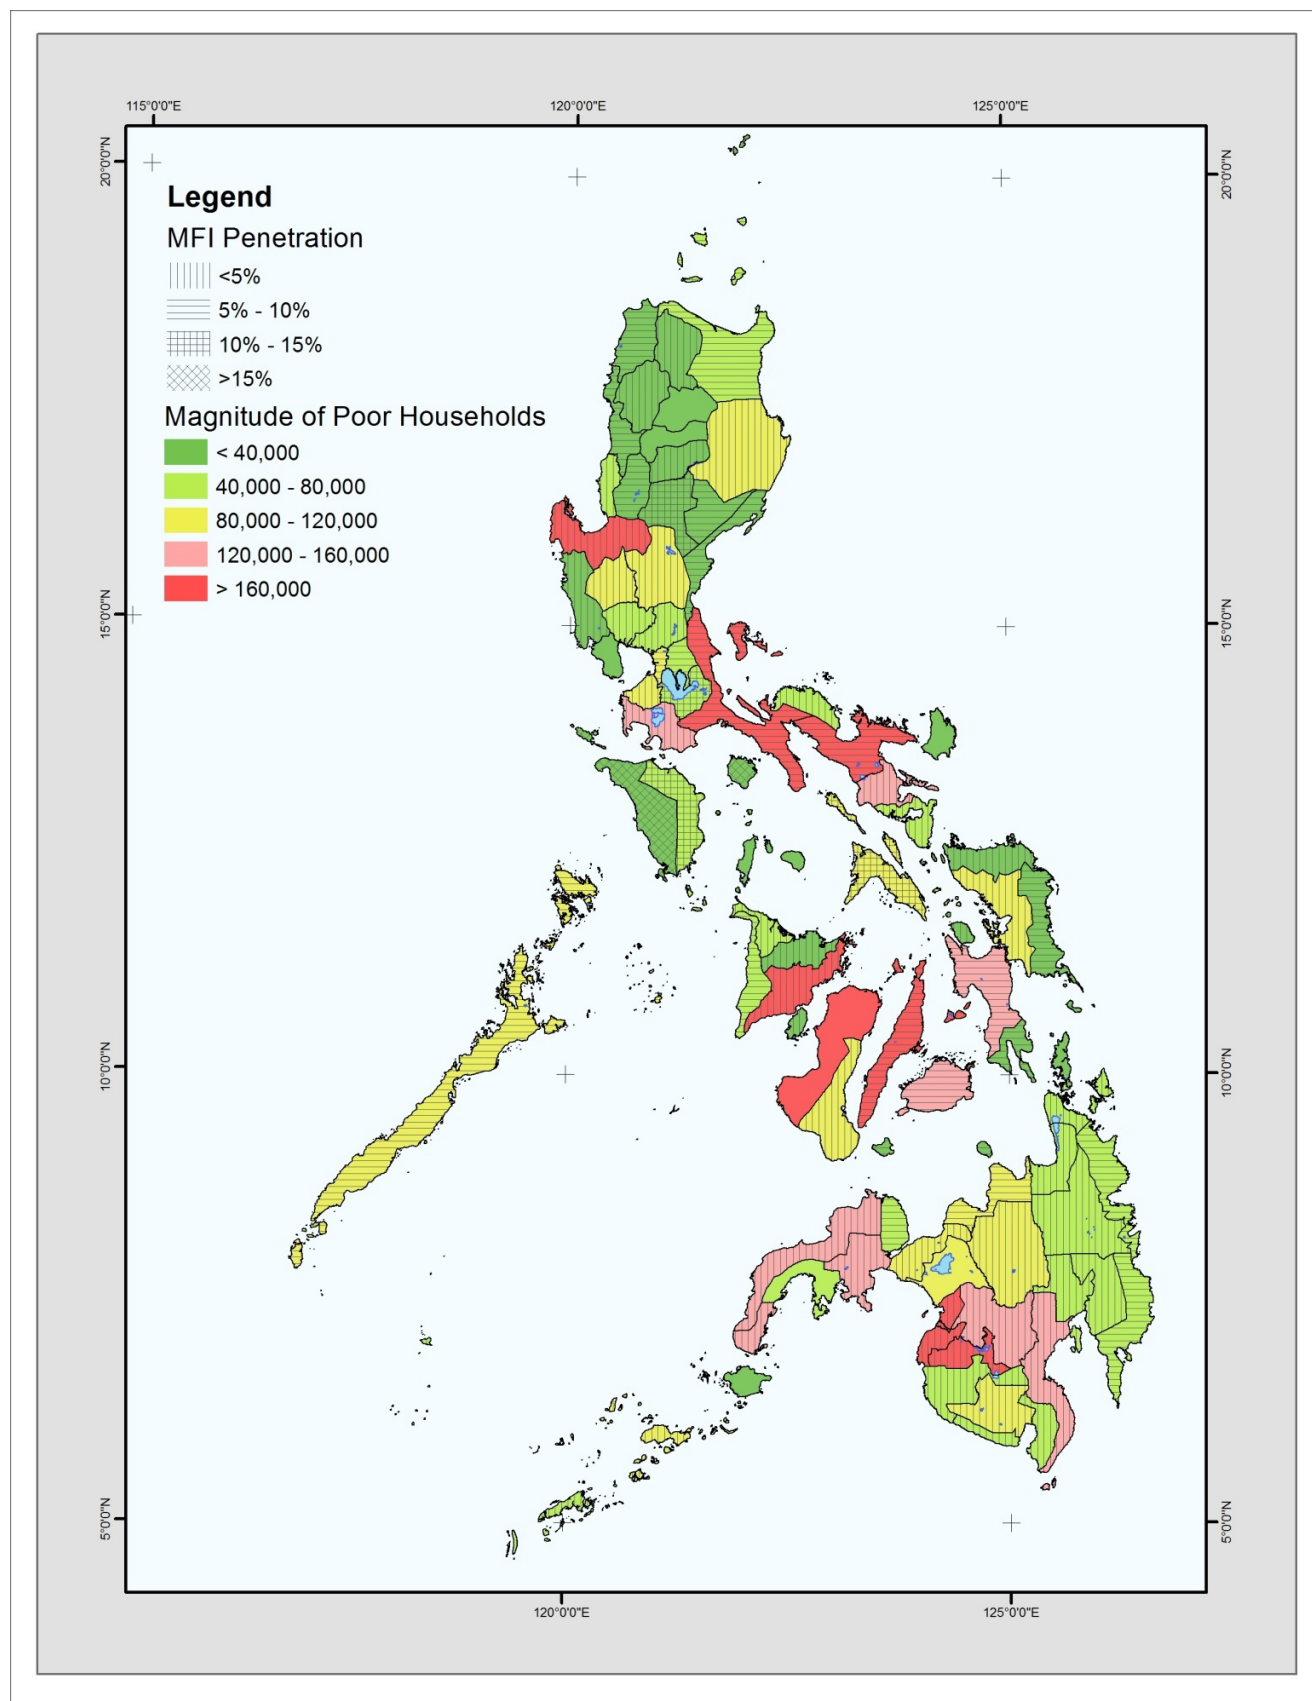 115°0'0"E 120°0'0"E 125°0'0"E
20°0'0"N
20°0'0"N
Legend
MFI Penetration
<5%
5% - 10%
10% - 15%
>15%
Magnitude of Poor Households
< 40,000
40,000 - 80,000
80,000 - 120,000
120,000 - 160,000
> 160,000
15°0'0"N
15°0'0"N
10°0'0"N
10°0'0"N
5°0'0"N
5°0'0"N
120°0'0"E 125°0'0"E